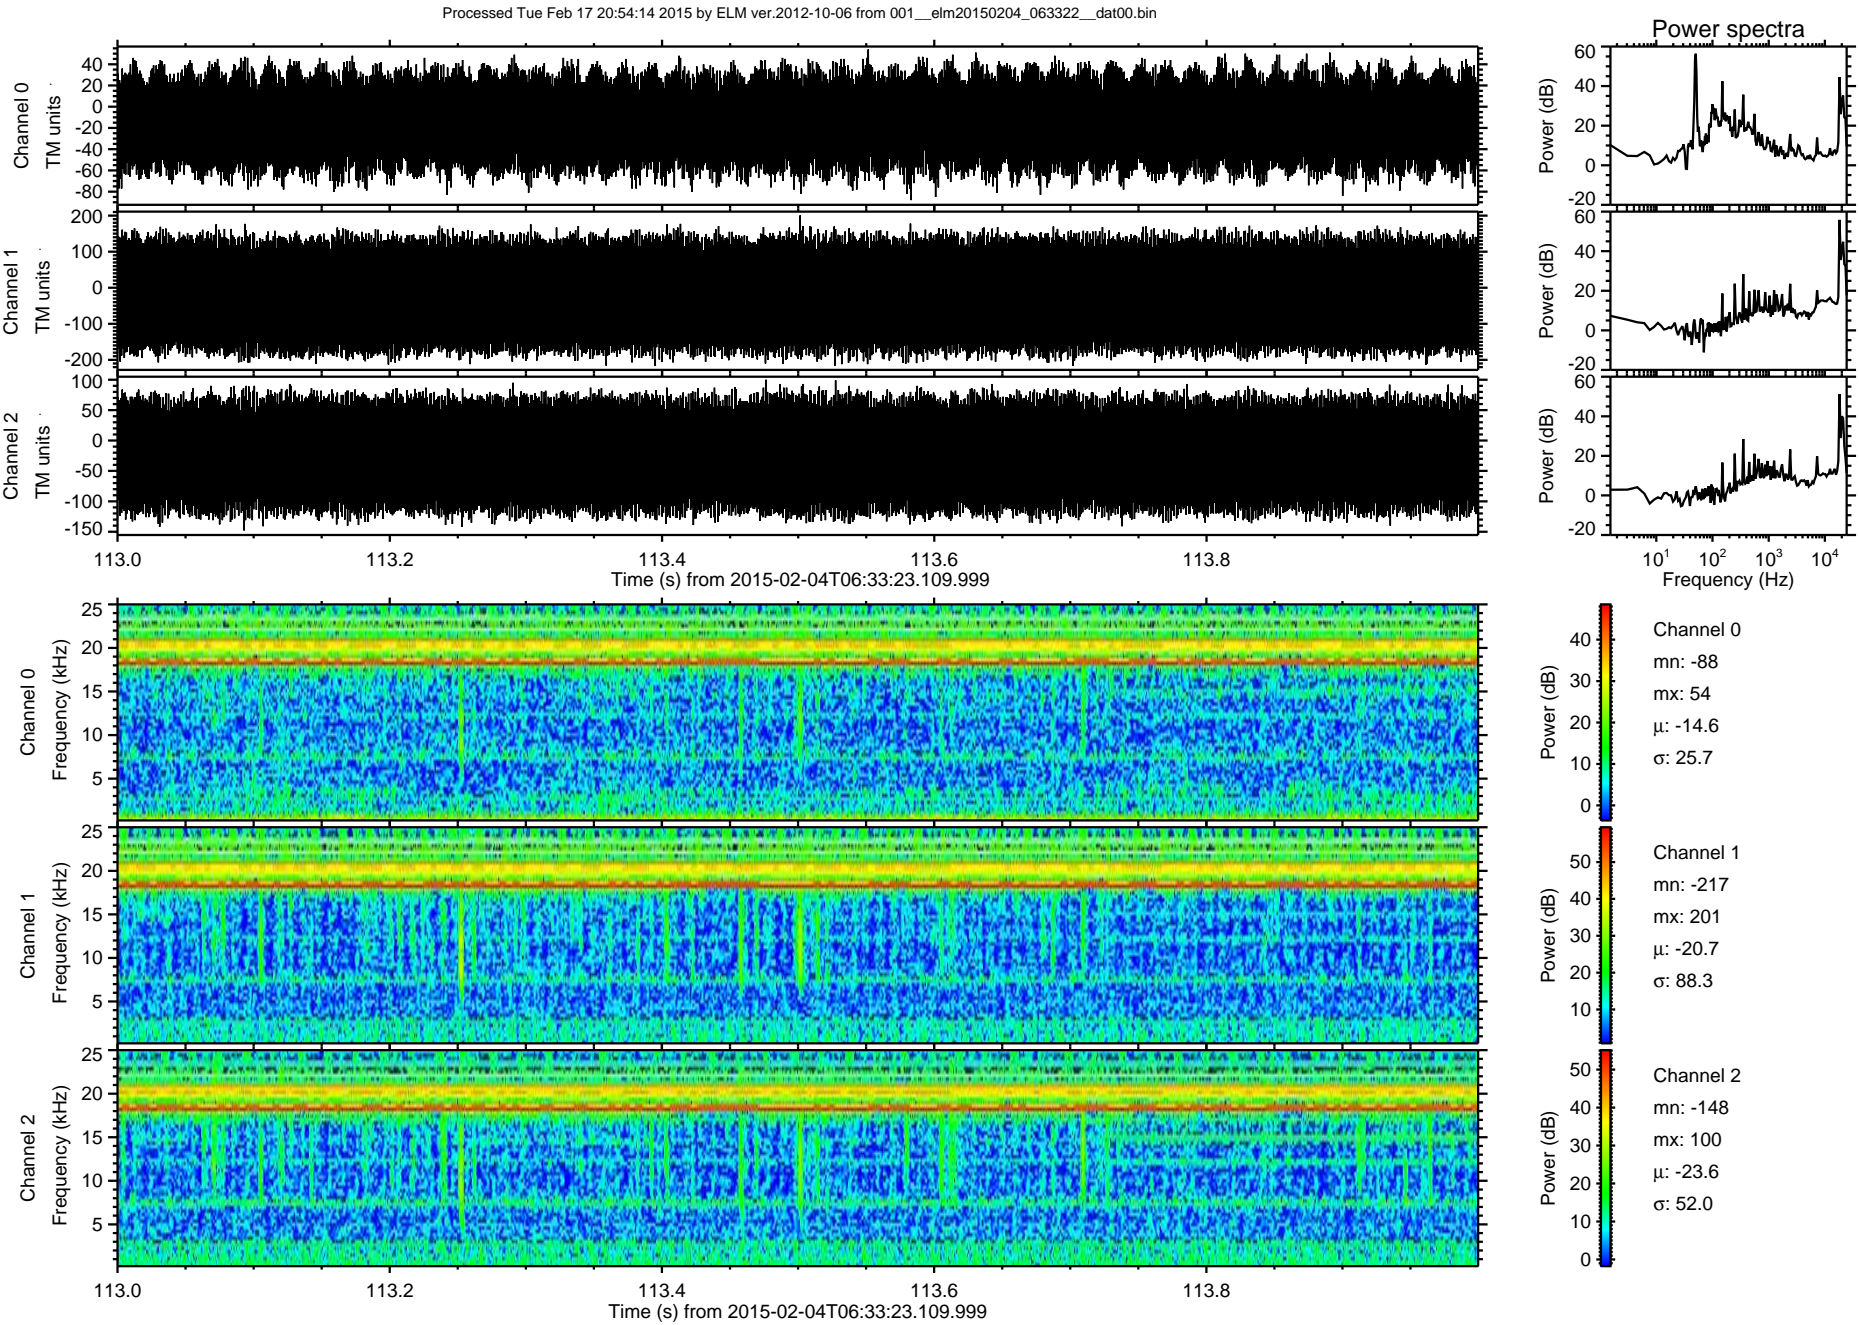 Processed Tue Feb 17 20:54:14 2015 by ELM ver.2012-10-06 from 001__elm20150204_063322__dat00.bin
Power spectra
Channel 0
TM units
40
20
0
-20
-40
-60
-80
Power (dB)
60
40
20
0
-20
Channel 1
TM units
200
100
0
-100
-200
Power (dB)
60
40
20
0
-20
Channel 2
TM units
100
50
0
-50
-100
-150
Power (dB)
60
40
20
0
-20
113.0 113.2 113.4 113.6 113.8
Time (s) from 2015-02-04T06:33:23.109.999
10^1 10^2 10^3 10^4
Frequency (Hz)
Channel 0
Frequency (kHz)
25
20
15
10
5
Power (dB)
40
30
20
10
0
Channel 0
mn: -88
mx: 54
μ: -14.6
σ: 25.7
Channel 1
Frequency (kHz)
25
20
15
10
5
Power (dB)
50
40
30
20
10
Channel 1
mn: -217
mx: 201
μ: -20.7
σ: 88.3
Channel 2
Frequency (kHz)
25
20
15
10
5
Power (dB)
50
40
30
20
10
0
Channel 2
mn: -148
mx: 100
μ: -23.6
σ: 52.0
113.0 113.2 113.4 113.6 113.8
Time (s) from 2015-02-04T06:33:23.109.999